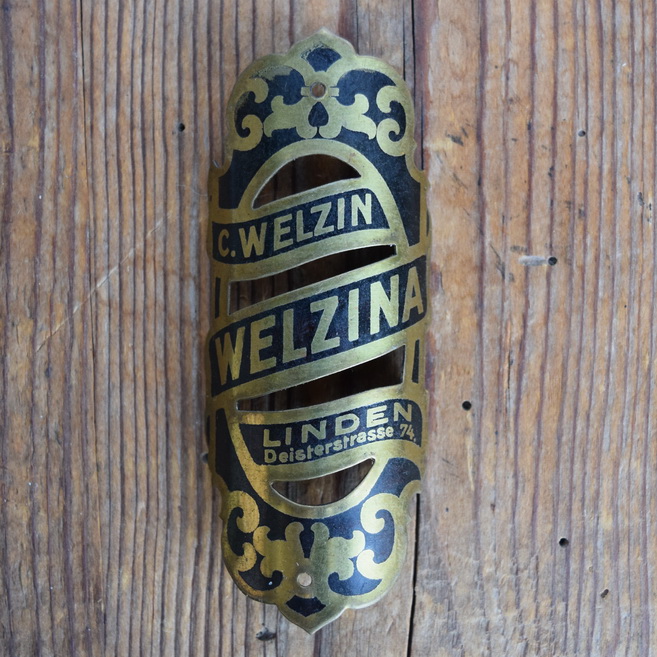 C. WELZIN
WELZINA
LINDEN
Deisterstrasse 74.